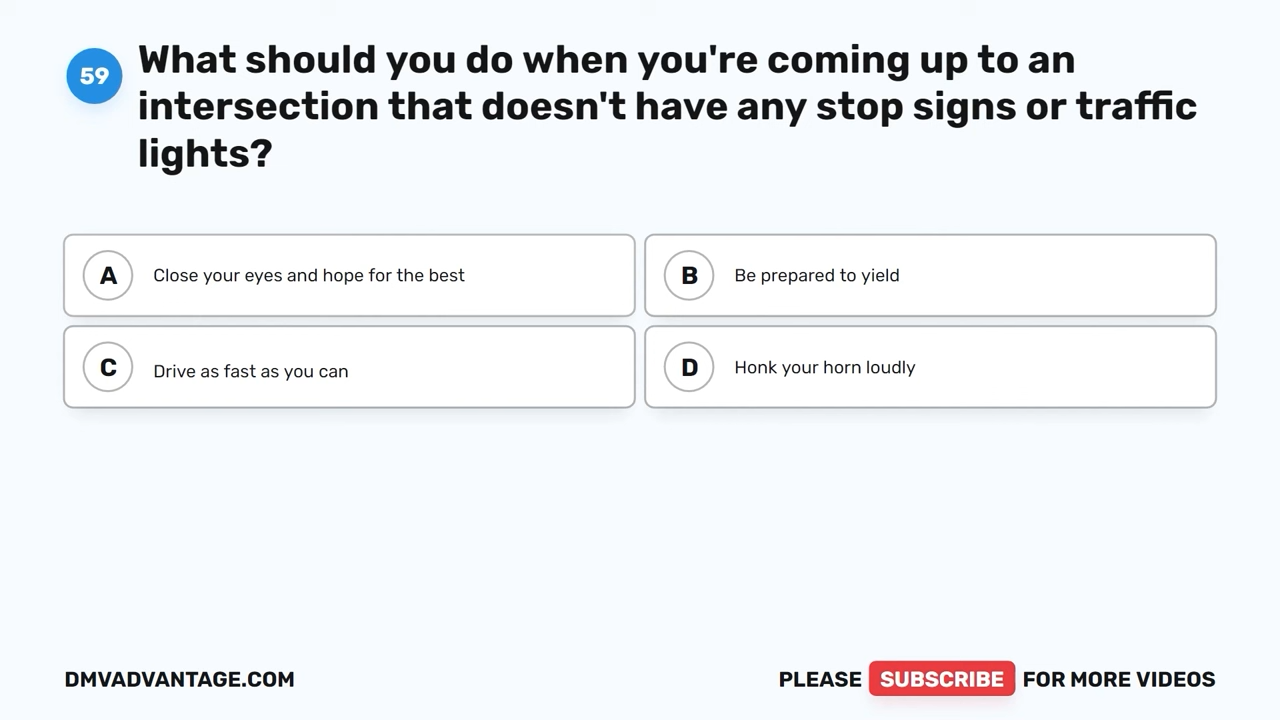 59
What should you do when you're coming up to an
intersection that doesn't have any stop signs or traffic
lights?
A Close your eyes and hope for the best
B Be prepared to yield
C Drive as fast as you can
D Honk your horn loudly
DMVADVANTAGE.COM
PLEASE SUBSCRIBE FOR MORE VIDEOS